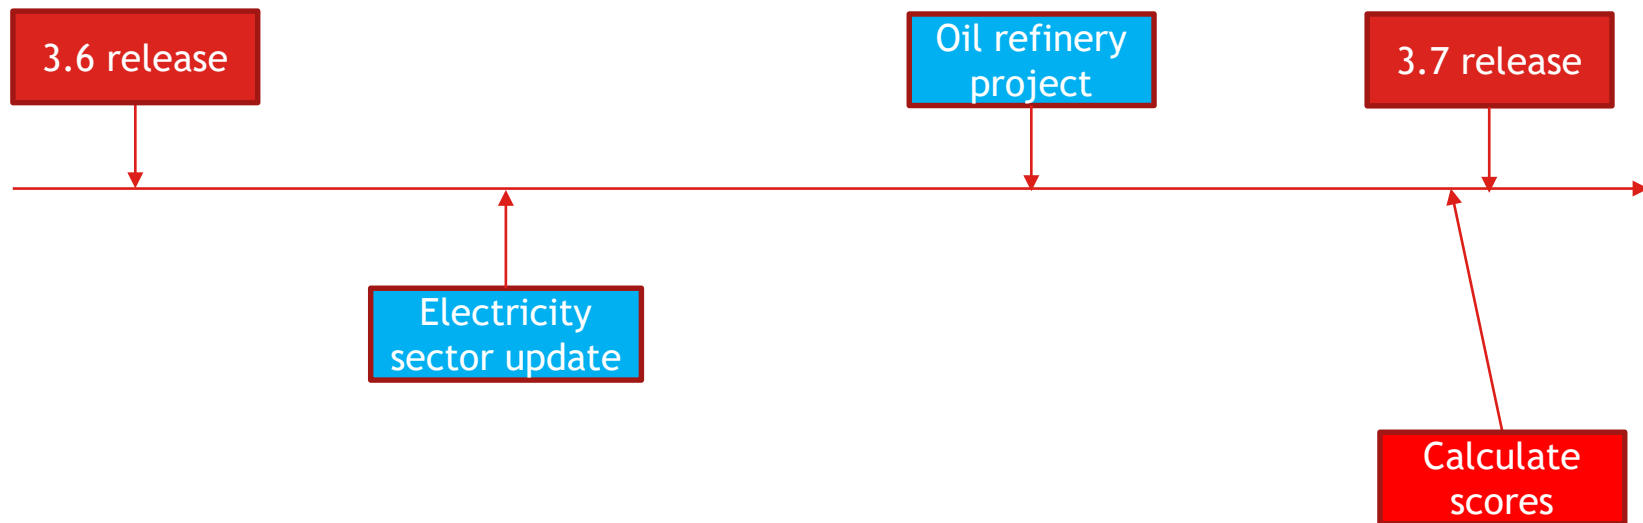 3.6 release
Oil refinery
project
3.7 release
Electricity
sector update
Calculate
scores